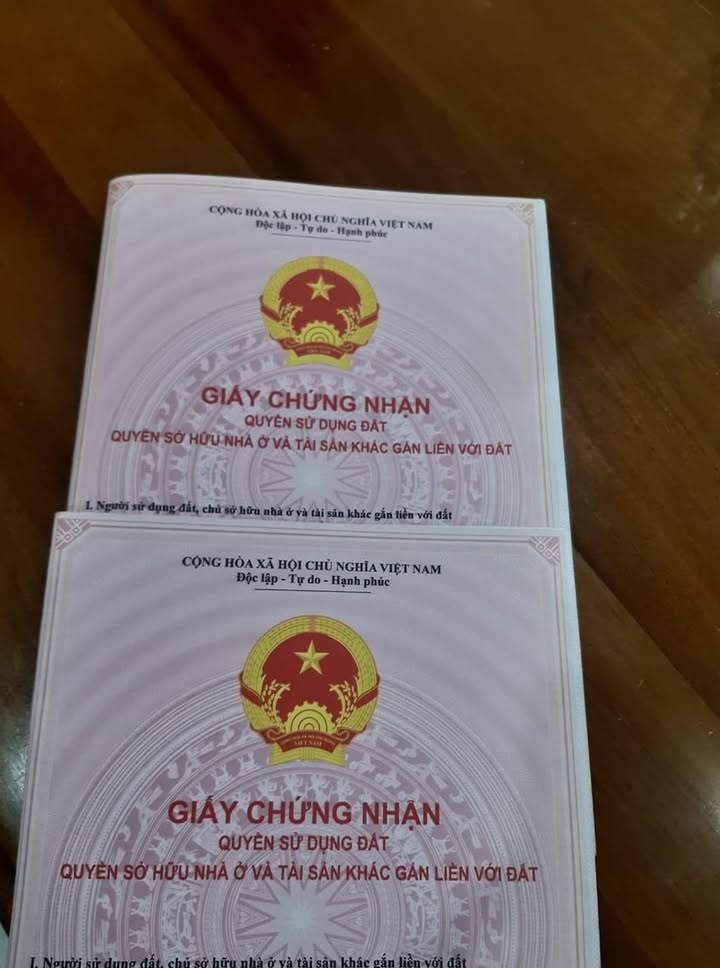 CỘNG HÒA XÃ HỘI CHỦ NGHĨA VIỆT NAM
Độc lập - Tự do - Hạnh phúc
VIỆT NAM
GIẤY CHỨNG NHẬN
QUYỀN SỬ DỤNG ĐẤT
QUYỀN SỞ HỮU NHÀ Ở VÀ TÀI SẢN KHÁC GẮN LIỀN VỚI ĐẤT
I. Người sử dụng đất, chủ sở hữu nhà ở và tài sản khác gắn liền với đất
CỘNG HÒA XÃ HỘI CHỦ NGHĨA VIỆT NAM
Độc lập - Tự do - Hạnh phúc
VIỆT NAM
GIẤY CHỨNG NHẬN
QUYỀN SỬ DỤNG ĐẤT
QUYỀN SỞ HỮU NHÀ Ở VÀ TÀI SẢN KHÁC GẮN LIỀN VỚI ĐẤT
I. Người sử dụng đất, chủ sở hữu nhà ở và tài sản khác gắn liền với đất